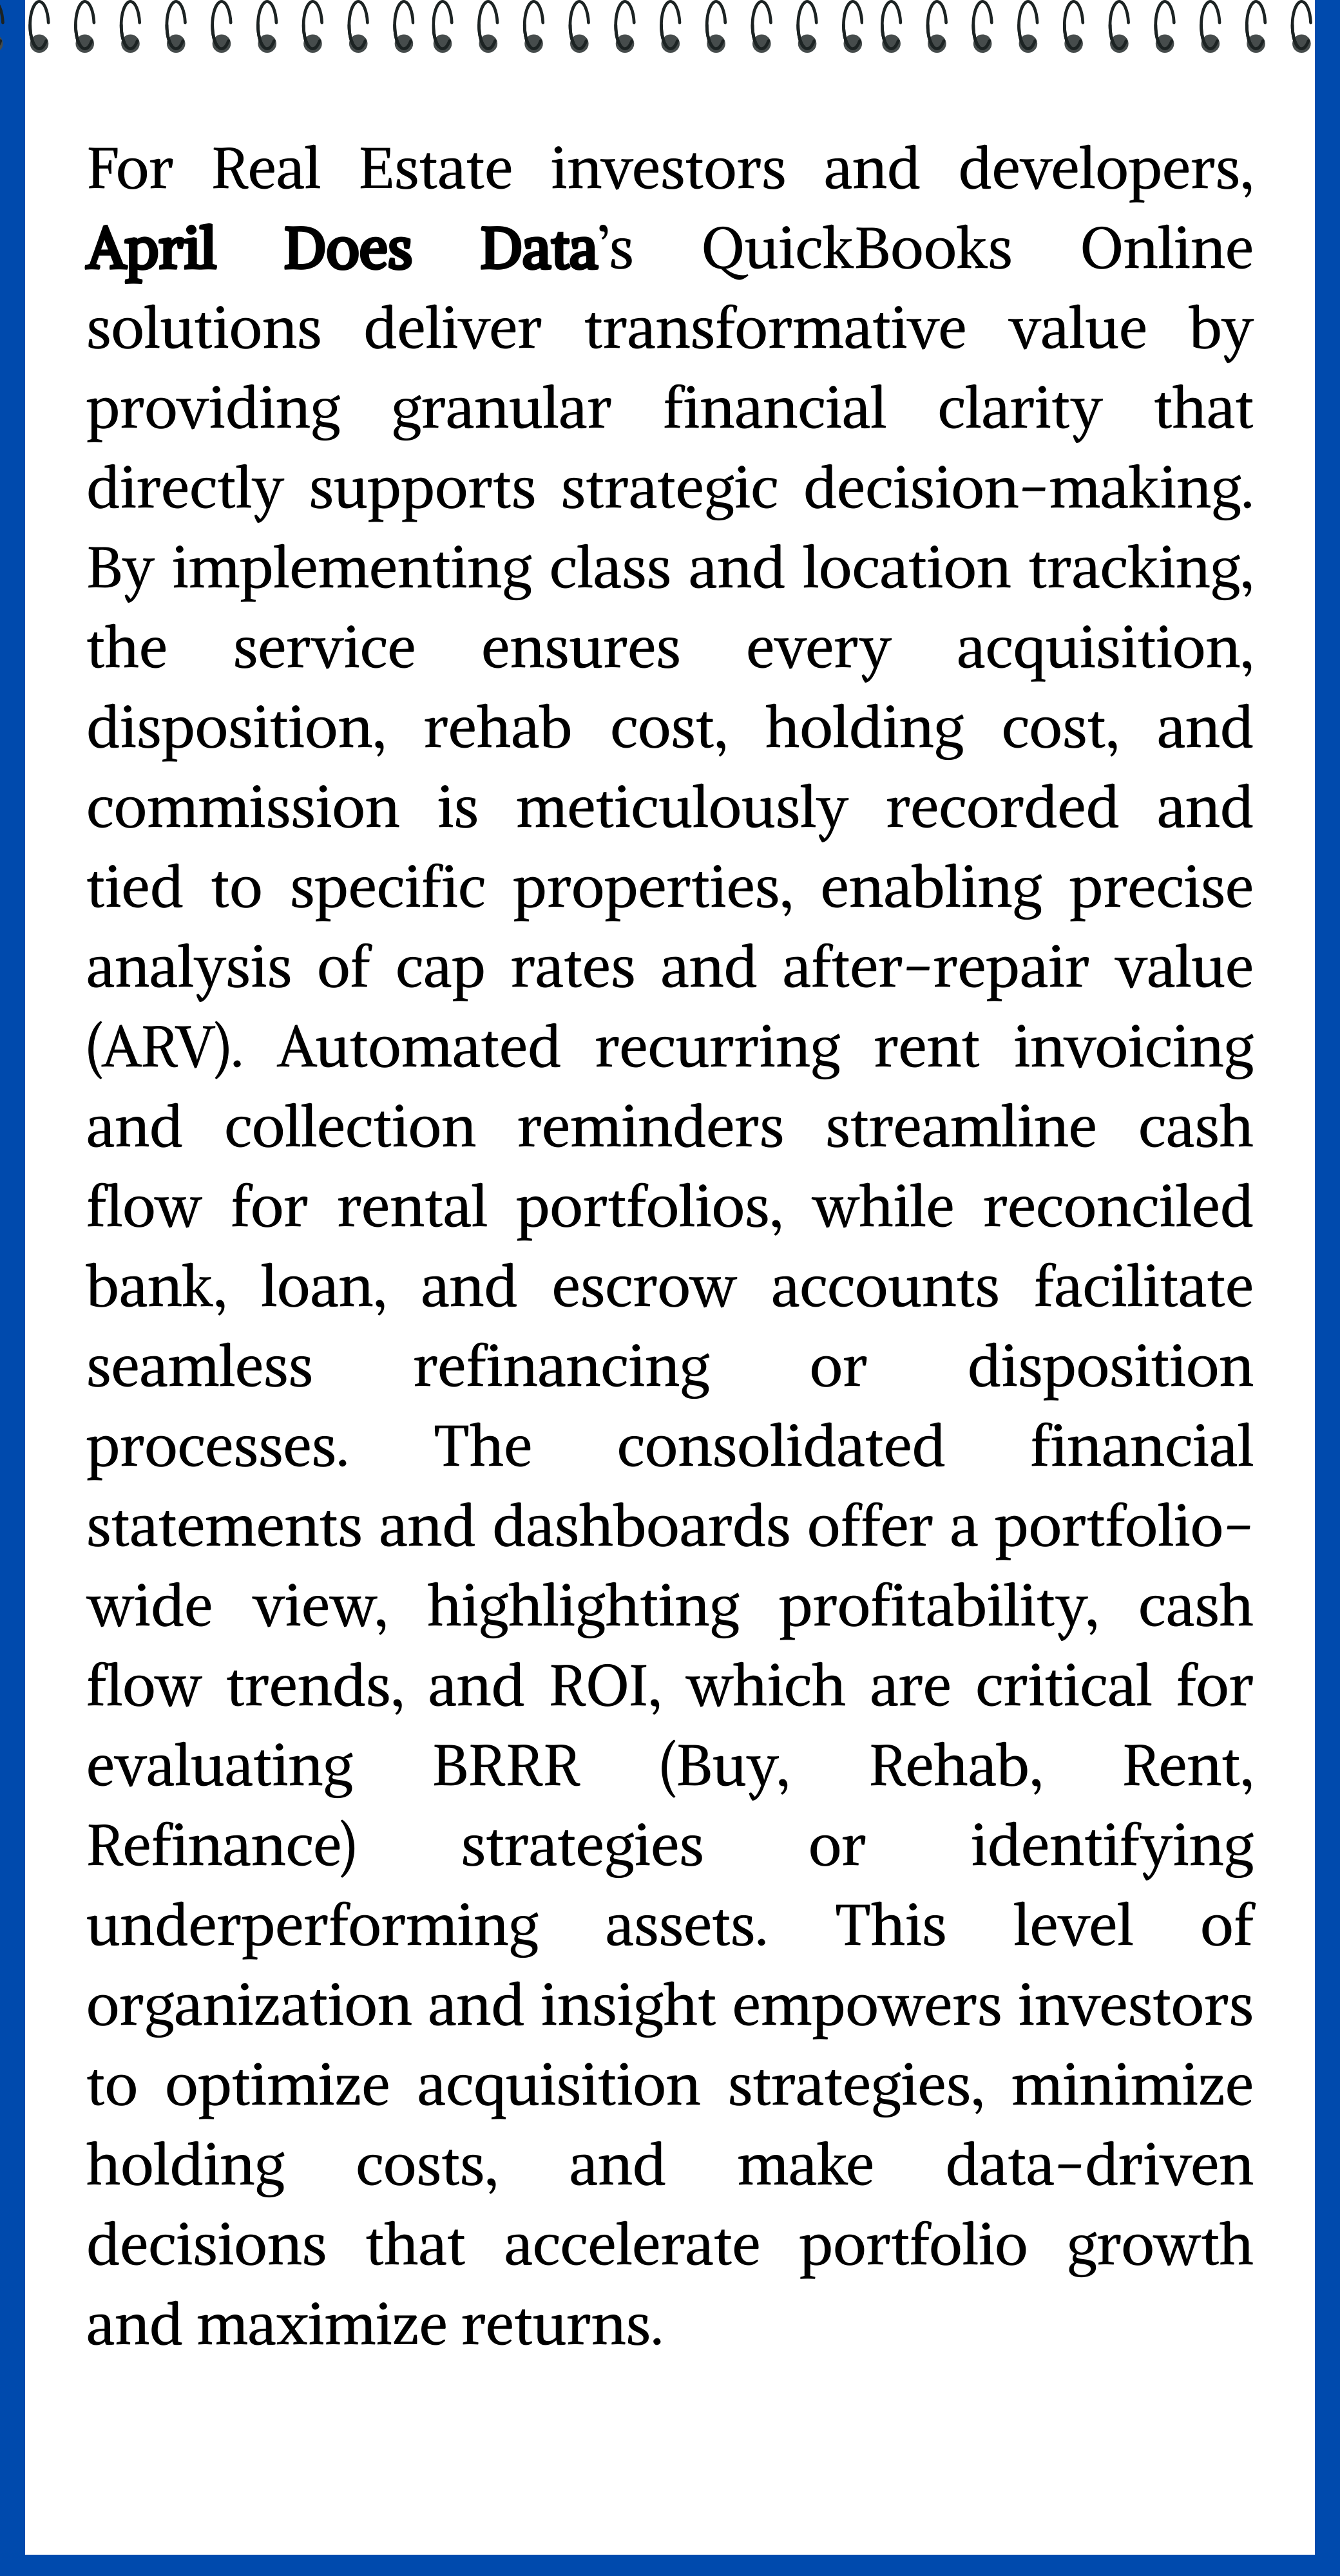 For Real Estate investors and developers,
April Does Data’s QuickBooks Online
solutions deliver transformative value by
providing granular financial clarity that
directly supports strategic decision-making.
By implementing class and location tracking,
the service ensures every acquisition,
disposition, rehab cost, holding cost, and
commission is meticulously recorded and
tied to specific properties, enabling precise
analysis of cap rates and after-repair value
(ARV). Automated recurring rent invoicing
and collection reminders streamline cash
flow for rental portfolios, while reconciled
bank, loan, and escrow accounts facilitate
seamless refinancing or disposition
processes. The consolidated financial
statements and dashboards offer a portfolio-
wide view, highlighting profitability, cash
flow trends, and ROI, which are critical for
evaluating BRRR (Buy, Rehab, Rent,
Refinance) strategies or identifying
underperforming assets. This level of
organization and insight empowers investors
to optimize acquisition strategies, minimize
holding costs, and make data-driven
decisions that accelerate portfolio growth
and maximize returns.